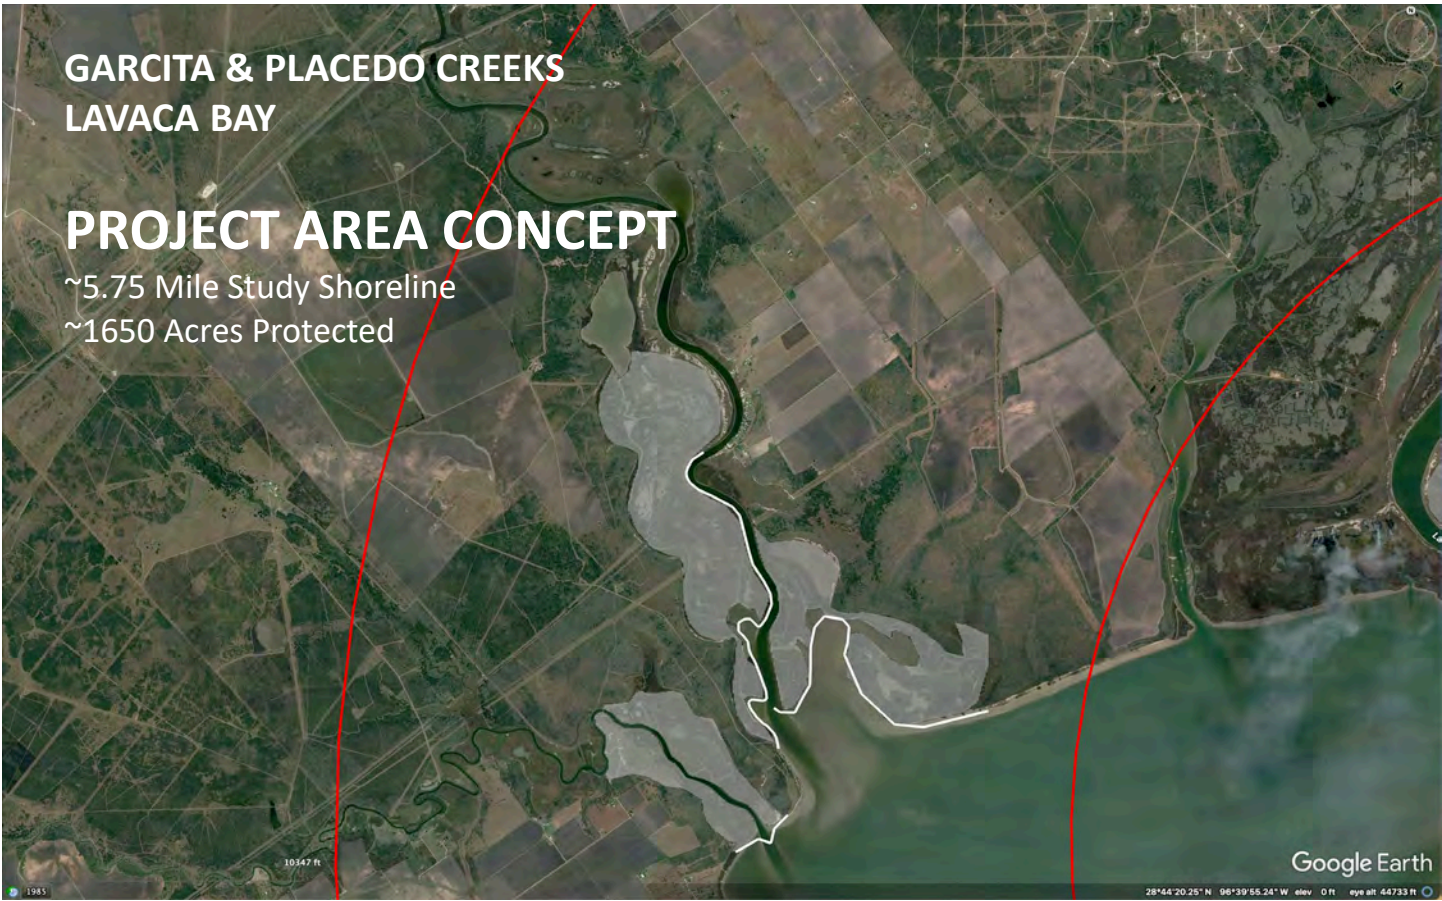 GARCITA & PLACEDO CREEKS
LAVACA BAY
PROJECT AREA CONCEPT
~5.75 Mile Study Shoreline
~1650 Acres Protected
N
10347 ft
Google Earth
1985
28°44'20.25" N 96°39'55.24" W elev 0 ft eye alt 44733 ft